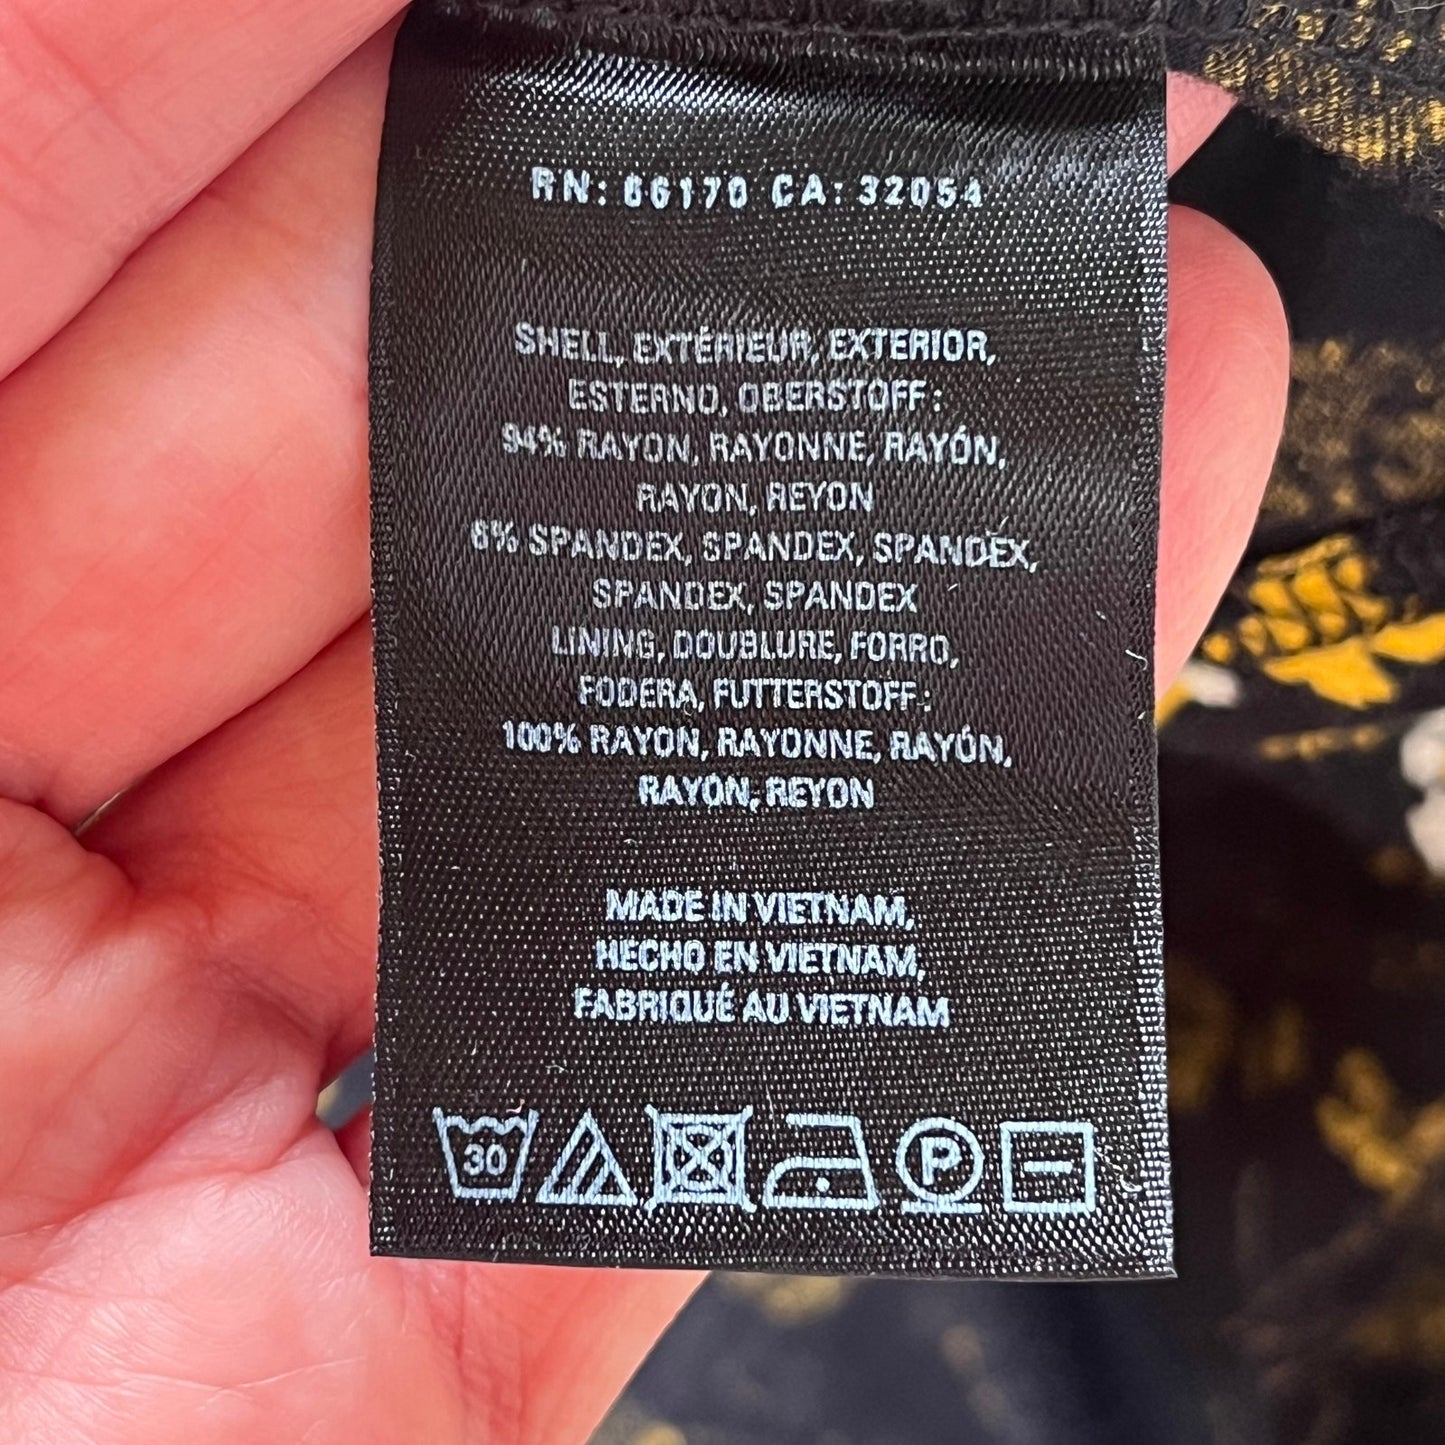 RN: 66170 CA: 32054
SHELL, EXTÉRIEUR, EXTERIOR,
ESTERNO, OBERSTOFF:
94% RAYON, RAYONNE, RAYÓN,
RAYON, REYON
6% SPANDEX, SPANDEX, SPANDEX,
SPANDEX, SPANDEX
LINING, DOUBLURE, FORRO,
FODERA, FUTTERSTOFF:
100% RAYON, RAYONNE, RAYÓN,
RAYON, REYON
MADE IN VIETNAM,
HECHO EN VIETNAM,
FABRIQUÉ AU VIETNAM
30 P